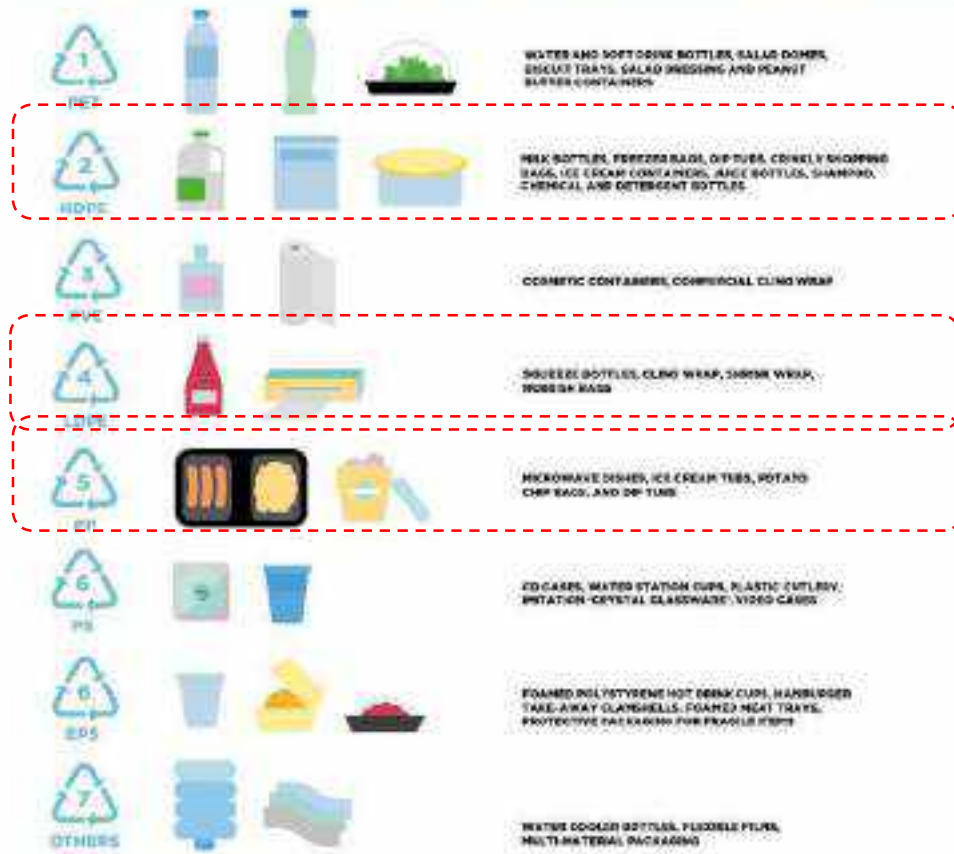 1
PET
WATER AND SOFT DRINK BOTTLES, SALAD DOMES,
BISCUIT TRAYS, SALAD DRESSING AND PEANUT
BUTTER CONTAINERS
2
HDPE
MILK BOTTLES, FREEZER BAGS, DIP TUBS, CRINKLY SHOPPING
BAGS, ICE CREAM CONTAINERS, JUICE BOTTLES, SHAMPOO,
CHEMICAL AND DETERGENT BOTTLES
3
PVC
COSMETIC CONTAINERS, COMMERCIAL CLING WRAP
4
LDPE
SQUEEZE BOTTLES, CLING WRAP, SHRINK WRAP,
RUBBISH BAGS
5
PP
MICROWAVE DISHES, ICE CREAM TUBS, POTATO
CHIP BAGS, AND DIP TUBS
6
PS
CD CASES, WATER STATION CUPS, PLASTIC CUTLERY,
IMITATION "CRYSTAL GLASSWARE", VIDEO CASES
6
EPS
FOAMED POLYSTYRENE HOT DRINK CUPS, HAMBURGER
TAKE-AWAY CLAMSHELLS, FOAMED MEAT TRAYS,
PROTECTIVE PACKAGING FOR FRAGILE ITEMS
7
OTHERS
WATER COOLER BOTTLES, FLEXIBLE FILMS,
MULTI-MATERIAL PACKAGING